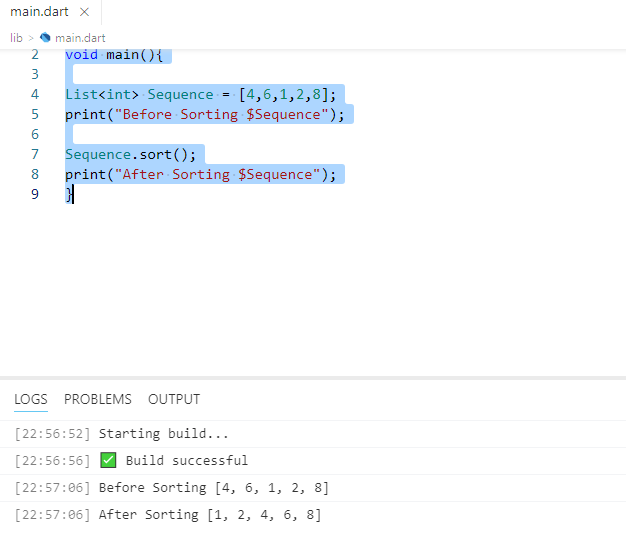 main.dart ×
lib > main.dart
2 void main(){
3
4 List<int> Sequence = [4,6,1,2,8];
5 print("Before Sorting $Sequence");
6
7 Sequence.sort();
8 print("After Sorting $Sequence");
9 }
LOGS PROBLEMS OUTPUT
[22:56:52] Starting build...
[22:56:56] ✅ Build successful
[22:57:06] Before Sorting [4, 6, 1, 2, 8]
[22:57:06] After Sorting [1, 2, 4, 6, 8]